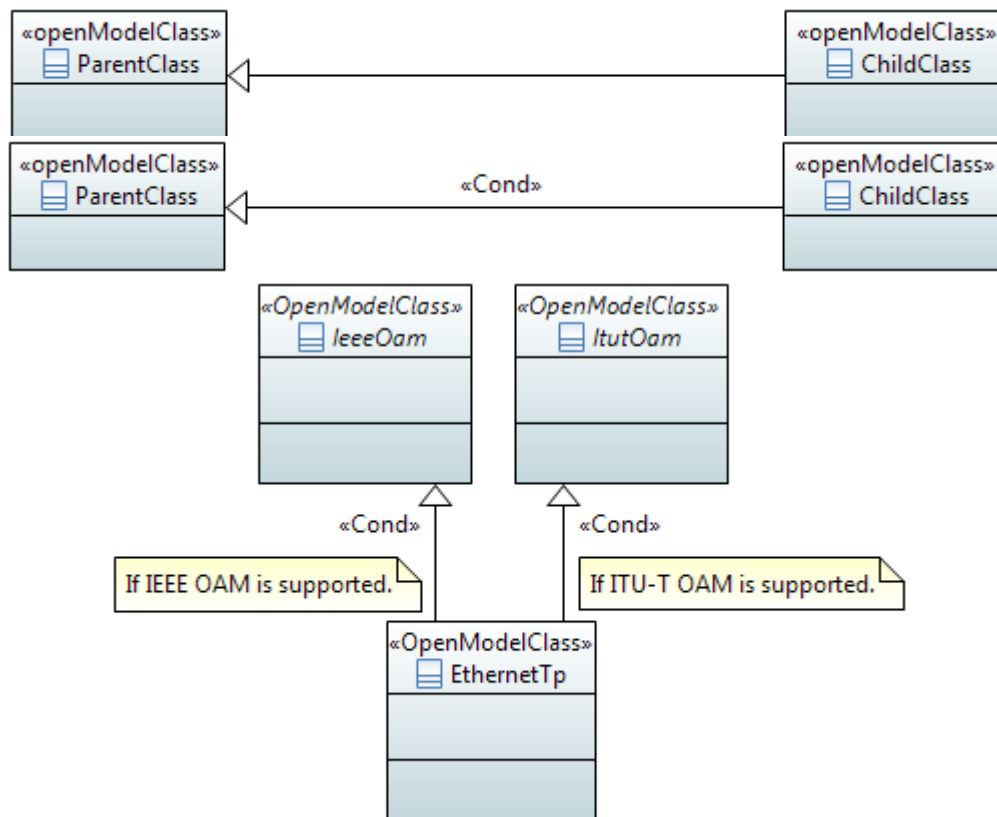 «openModelClass»
ParentClass
«openModelClass»
ChildClass
«openModelClass»
ParentClass
«Cond»
«openModelClass»
ChildClass
«OpenModelClass»
IeeeOam
«OpenModelClass»
ItutOam
«Cond»
«Cond»
If IEEE OAM is supported.
If ITU-T OAM is supported.
«OpenModelClass»
EthernetTp